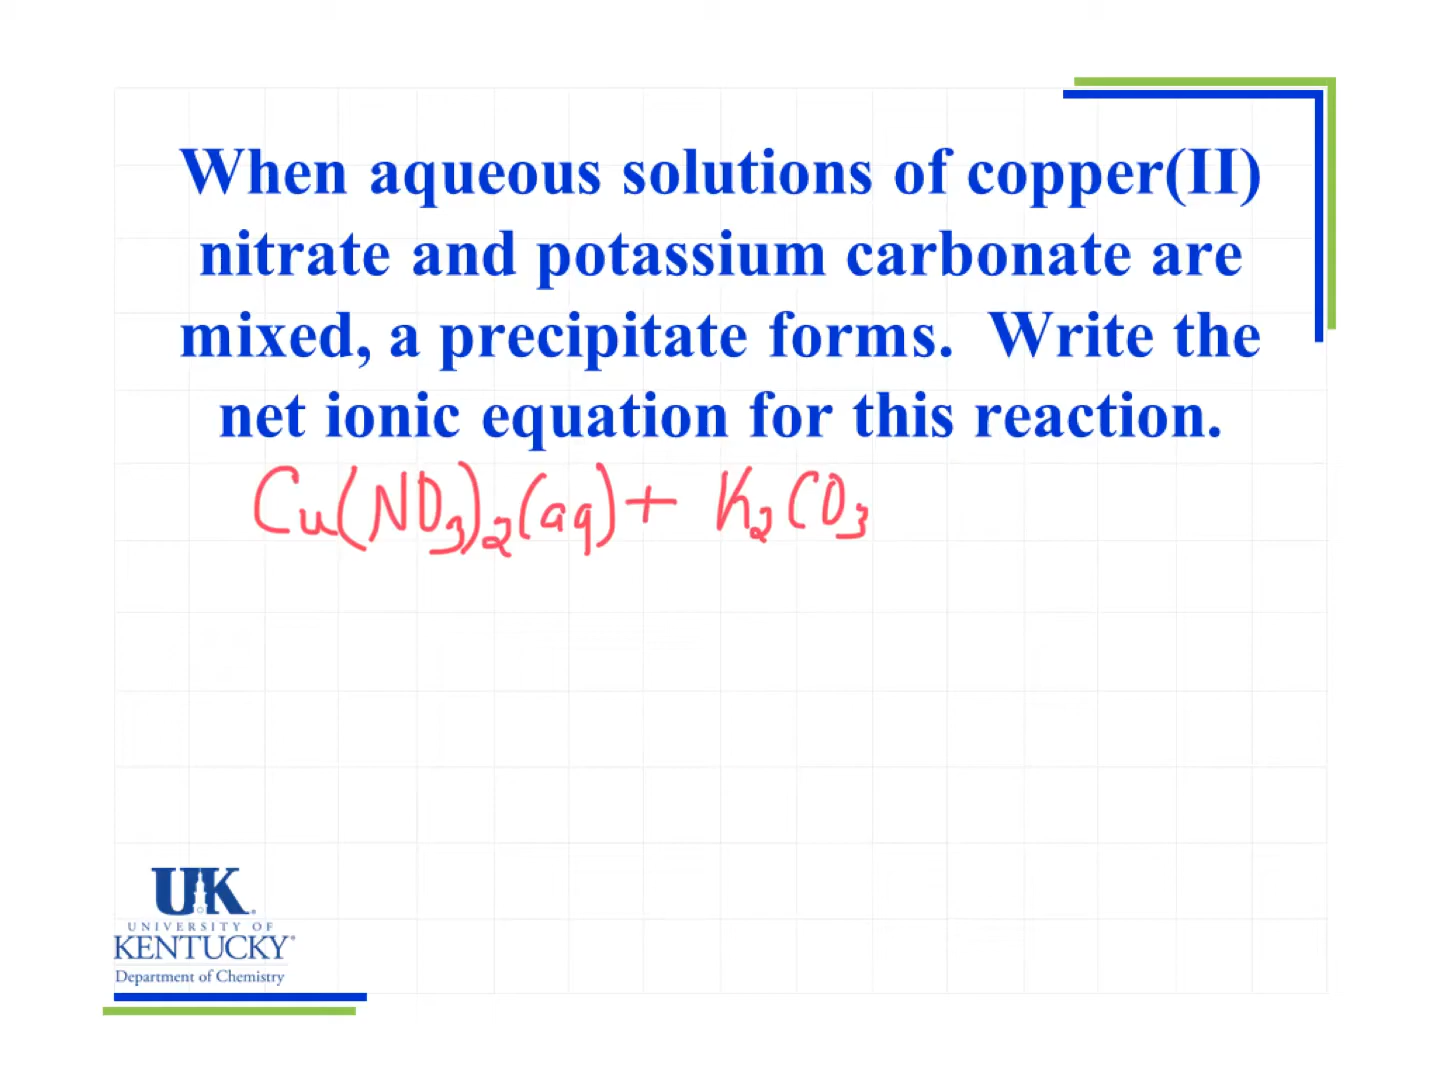 When aqueous solutions of copper(II)
nitrate and potassium carbonate are
mixed, a precipitate forms. Write the
net ionic equation for this reaction.
Cu(NO3)2(aq) + K2CO3
UK
UNIVERSITY OF
KENTUCKY
Department of Chemistry